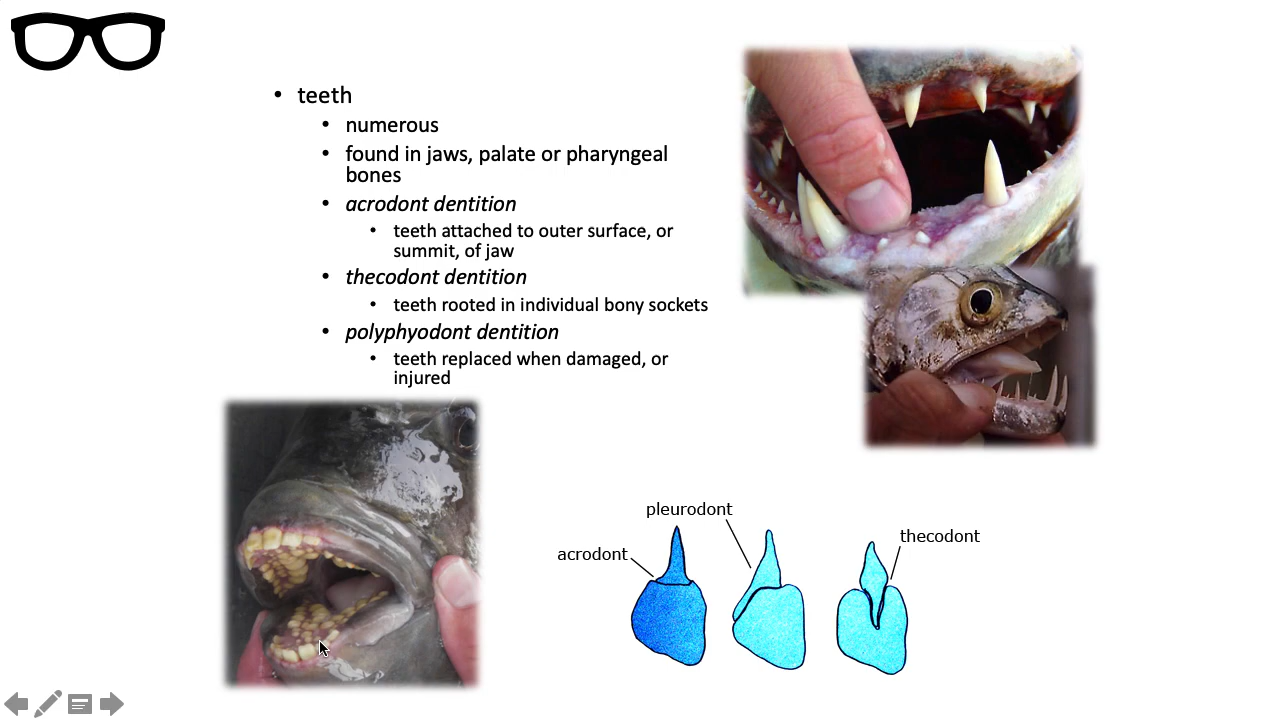 • teeth
• numerous
• found in jaws, palate or pharyngeal
bones
• acrodont dentition
• teeth attached to outer surface, or
summit, of jaw
• thecodont dentition
• teeth rooted in individual bony sockets
• polyphyodont dentition
• teeth replaced when damaged, or
injured
pleurodont
acrodont
thecodont